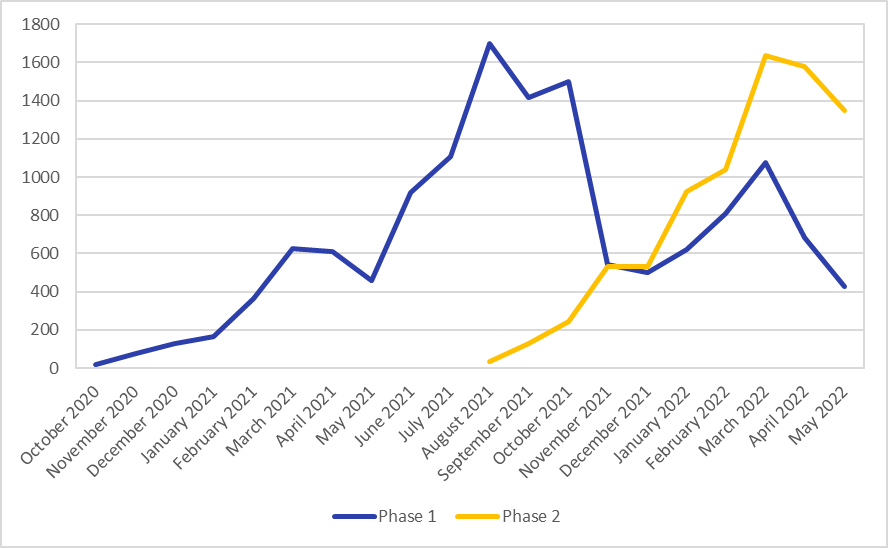 1800
1600
1400
1200
1000
800
600
400
200
0
October 2020
November 2020
December 2020
January 2021
February 2021
March 2021
April 2021
May 2021
June 2021
July 2021
August 2021
September 2021
October 2021
November 2021
December 2021
January 2022
February 2022
March 2022
April 2022
May 2022
Phase 1
Phase 2